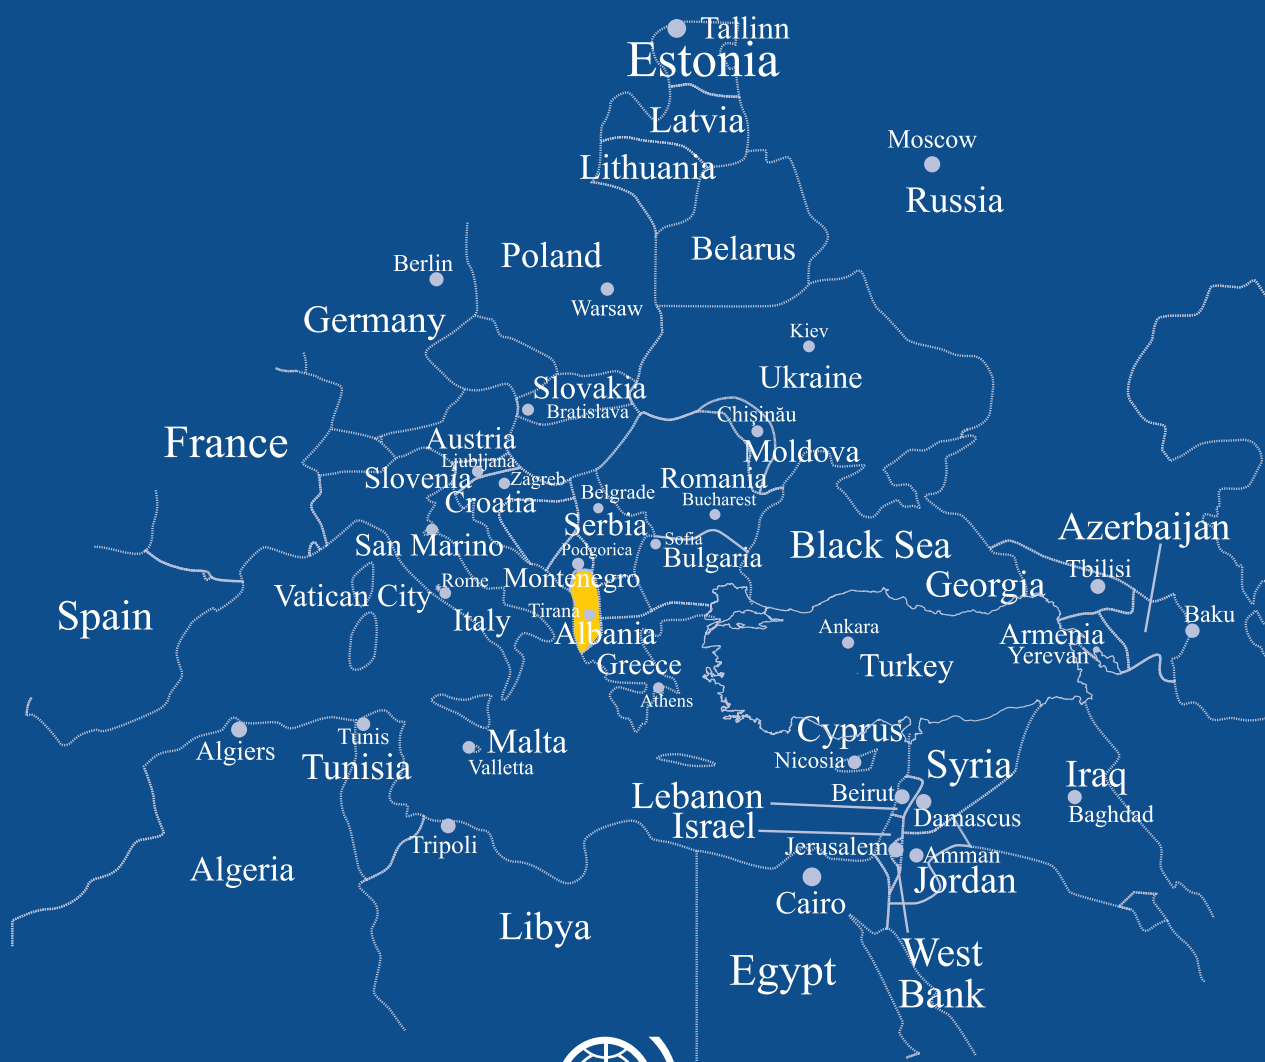 Tallinn
Estonia
Latvia
Moscow
Lithuania
Russia
Belarus
Poland
Berlin
Warsaw
Germany
Kiev
Ukraine
Slovakia
Bratislava
Chișinău
France
Austria
Moldova
Ljubljana
Slovenia
Zagreb
Romania
Croatia
Belgrade
Bucharest
Serbia
Azerbaijan
San Marino
Sofia
Black Sea
Podgorica
Bulgaria
Tbilisi
Montenegro
Georgia
Rome
Vatican City
Spain
Tirana
Baku
Italy
Ankara
Albania
Armenia
Yerevan
Greece
Turkey
Athens
Cyprus
Tunis
Malta
Algiers
Nicosia
Syria
Tunisia
Valletta
Iraq
Lebanon
Beirut
Baghdad
Damascus
Israel
Tripoli
Jerusalem
Amman
Algeria
Jordan
Cairo
Libya
West
Bank
Egypt